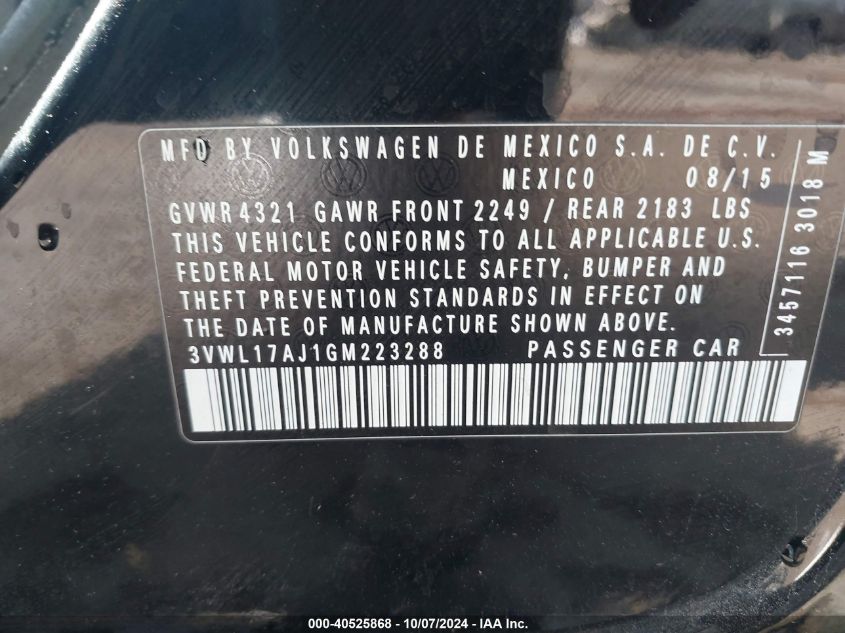 MFD BY VOLKSWAGEN DE MEXICO S.A. DE C.V.
MEXICO 08/15
GVWR 4321 GAWR FRONT 2249 / REAR 2183 LBS
THIS VEHICLE CONFORMS TO ALL APPLICABLE U.S.
FEDERAL MOTOR VEHICLE SAFETY, BUMPER AND
THEFT PREVENTION STANDARDS IN EFFECT ON
THE DATE OF MANUFACTURE SHOWN ABOVE.
3VWL17AJ1GM223288 PASSENGER CAR
3457116 3018 M
000-40525868 - 10/07/2024 - IAA Inc.